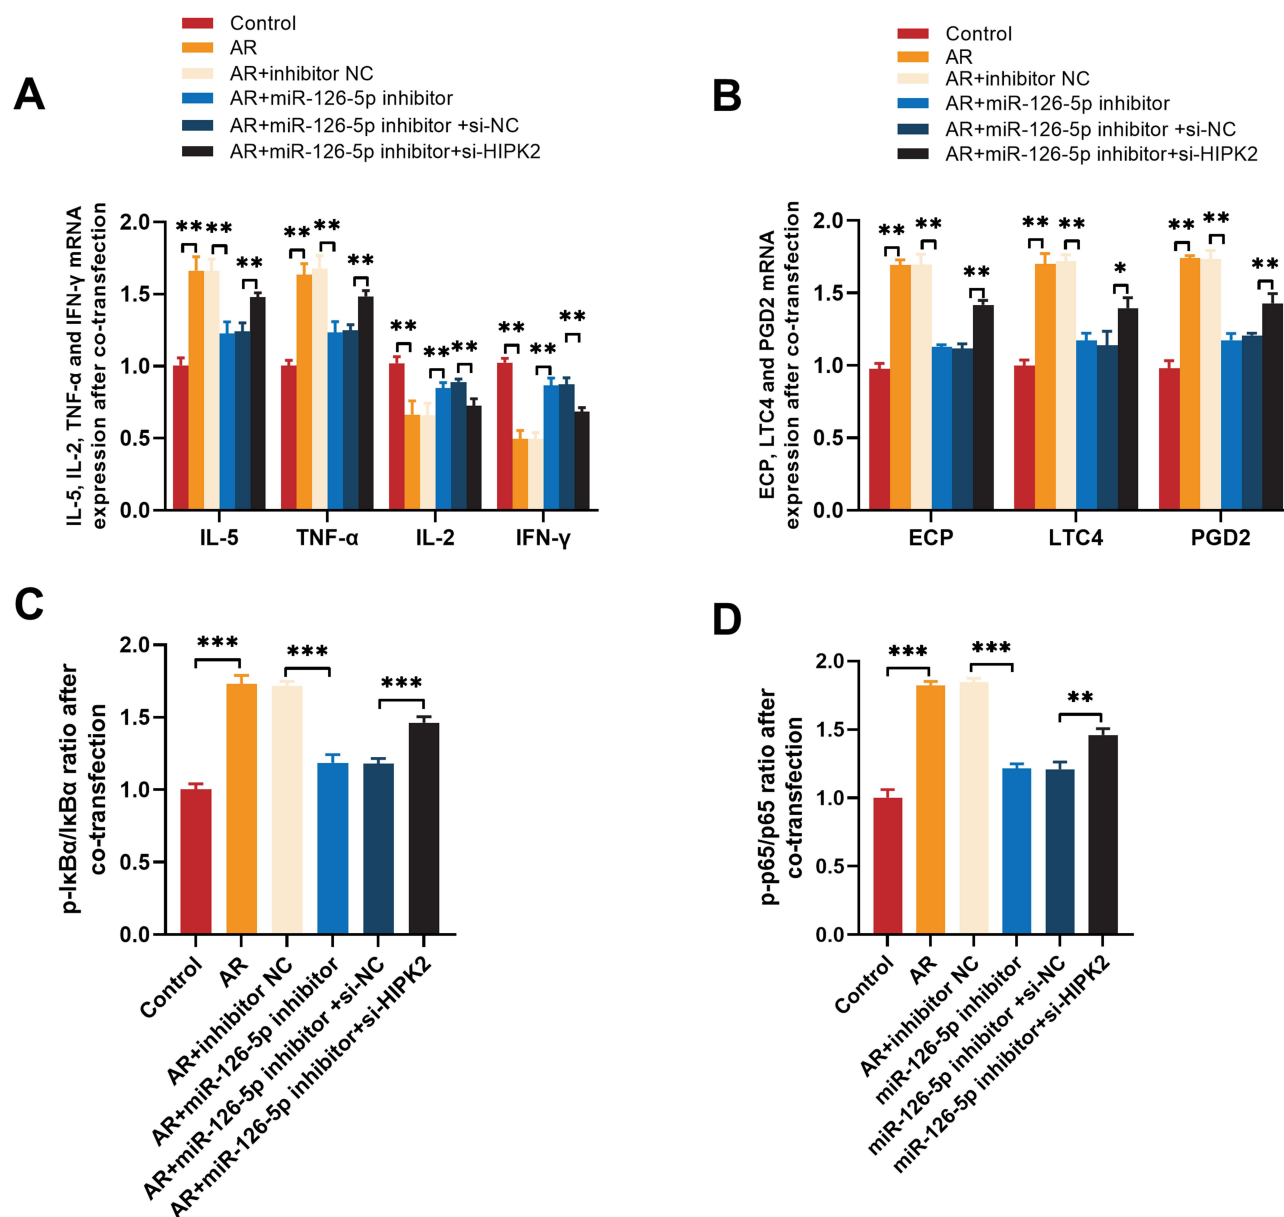 A
Control
AR
AR+inhibitor NC
AR+miR-126-5p inhibitor
AR+miR-126-5p inhibitor +si-NC
AR+miR-126-5p inhibitor+si-HIPK2
IL-5, IL-2, TNF-α and IFN-γ mRNA
expression after co-transfection
2.0
1.5
1.0
0.5
0.0
** ** **
** ** **
** ** **
** ** **
IL-5 TNF-α IL-2 IFN-γ
B
Control
AR
AR+inhibitor NC
AR+miR-126-5p inhibitor
AR+miR-126-5p inhibitor +si-NC
AR+miR-126-5p inhibitor+si-HIPK2
ECP, LTC4 and PGD2 mRNA
expression after co-transfection
2.0
1.5
1.0
0.5
0.0
** ** **
** ** *
** ** **
ECP LTC4 PGD2
C
p-IκBα/IκBα ratio after
co-transfection
2.0
1.5
1.0
0.5
0.0
*** *** ***
Control
AR
AR+inhibitor NC
AR+miR-126-5p inhibitor
AR+miR-126-5p inhibitor +si-NC
AR+miR-126-5p inhibitor+si-HIPK2
D
p-p65/p65 ratio after
co-transfection
2.0
1.5
1.0
0.5
0.0
*** *** **
Control
AR
AR+inhibitor NC
miR-126-5p inhibitor
miR-126-5p inhibitor +si-NC
miR-126-5p inhibitor+si-HIPK2